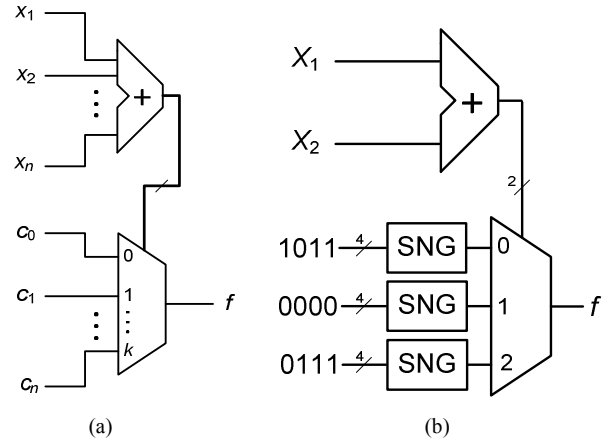 x1
x2
xn
+
c0
c1
cn
0
1
k
f
(a)
X1
X2
+
2
1011
4
SNG
0
0000
4
SNG
1
0111
4
SNG
2
f
(b)